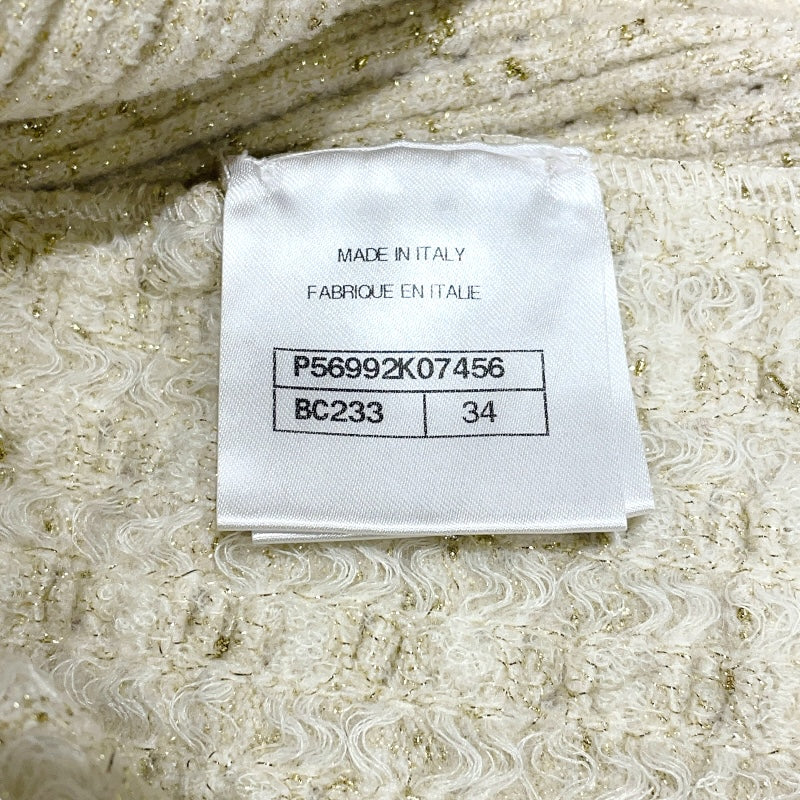 MADE IN ITALY
FABRIQUE EN ITALIE
P56992K07456
BC233 34